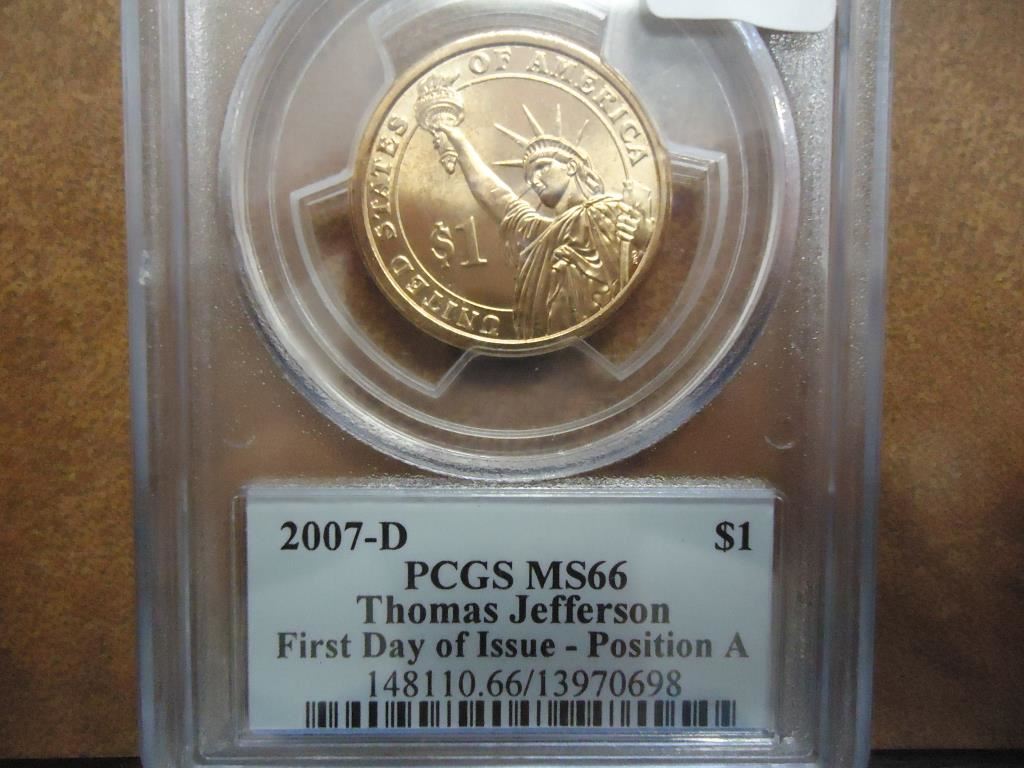 UNITED STATES OF AMERICA
$1
2007-D $1
PCGS MS66
Thomas Jefferson
First Day of Issue - Position A
148110.66/13970698